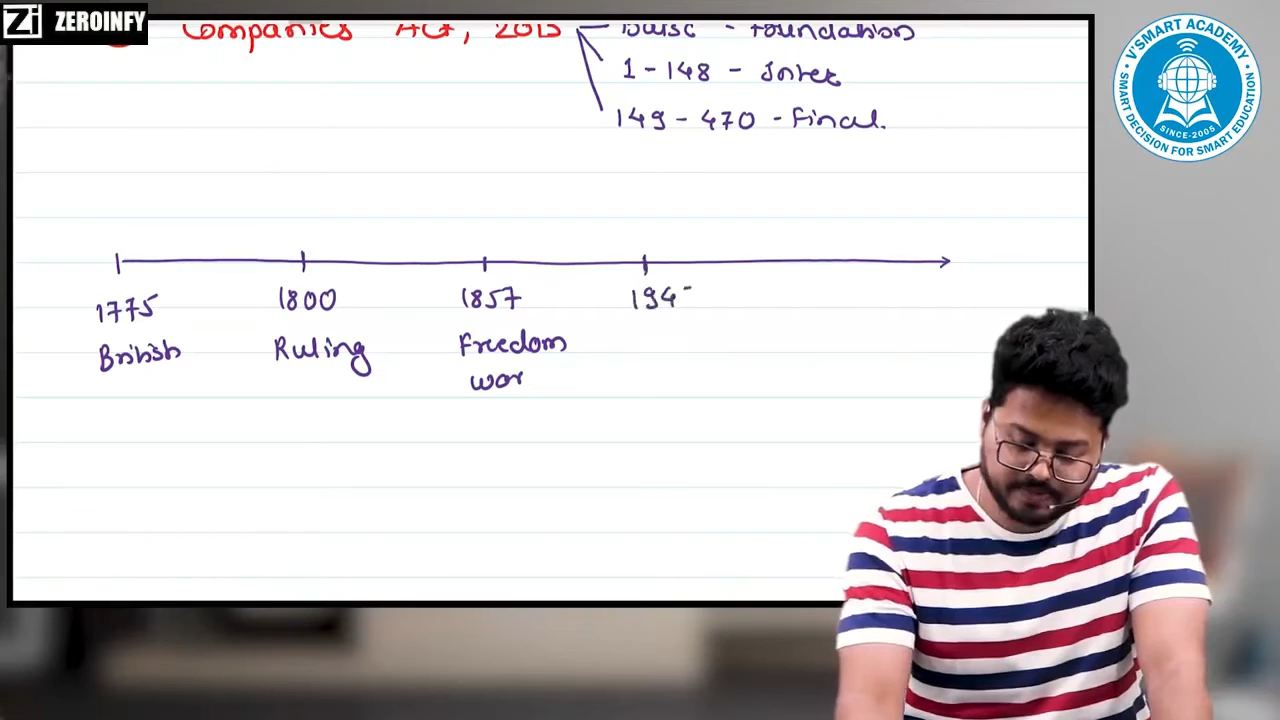 Zi ZEROINFY
Companies Act, 2013
Basic - Foundation
1 - 148 - Inter
149 - 470 - Final.
V'SMART ACADEMY
SINCE-2005
SMART DECISION FOR SMART EDUCATION
1775 1800 1857 194
British Ruling Freedom
war